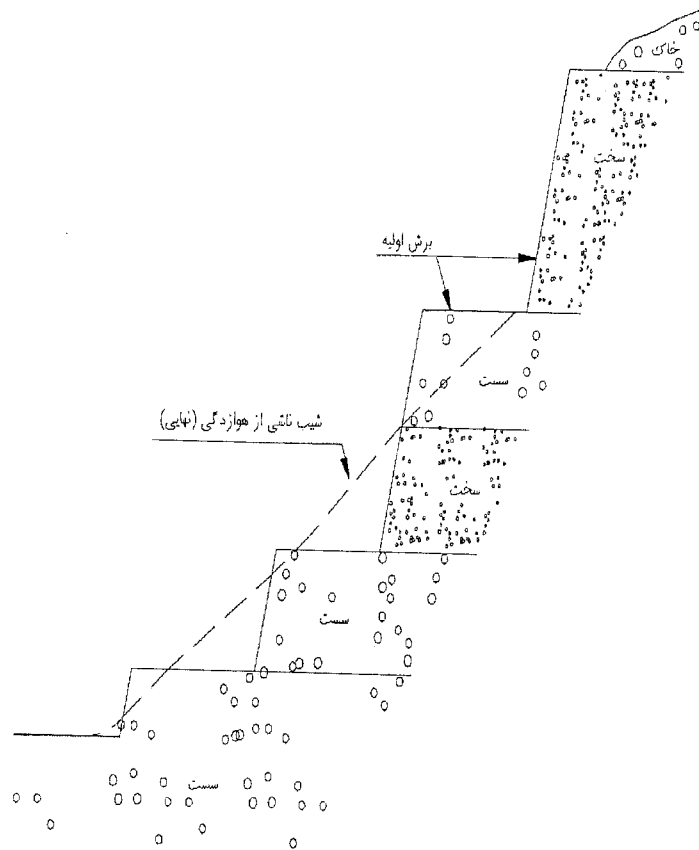 خاک
سخت
برش اولیه
سست
شیب ناشی از هوازدگی (نهایی)
سخت
سست
سست